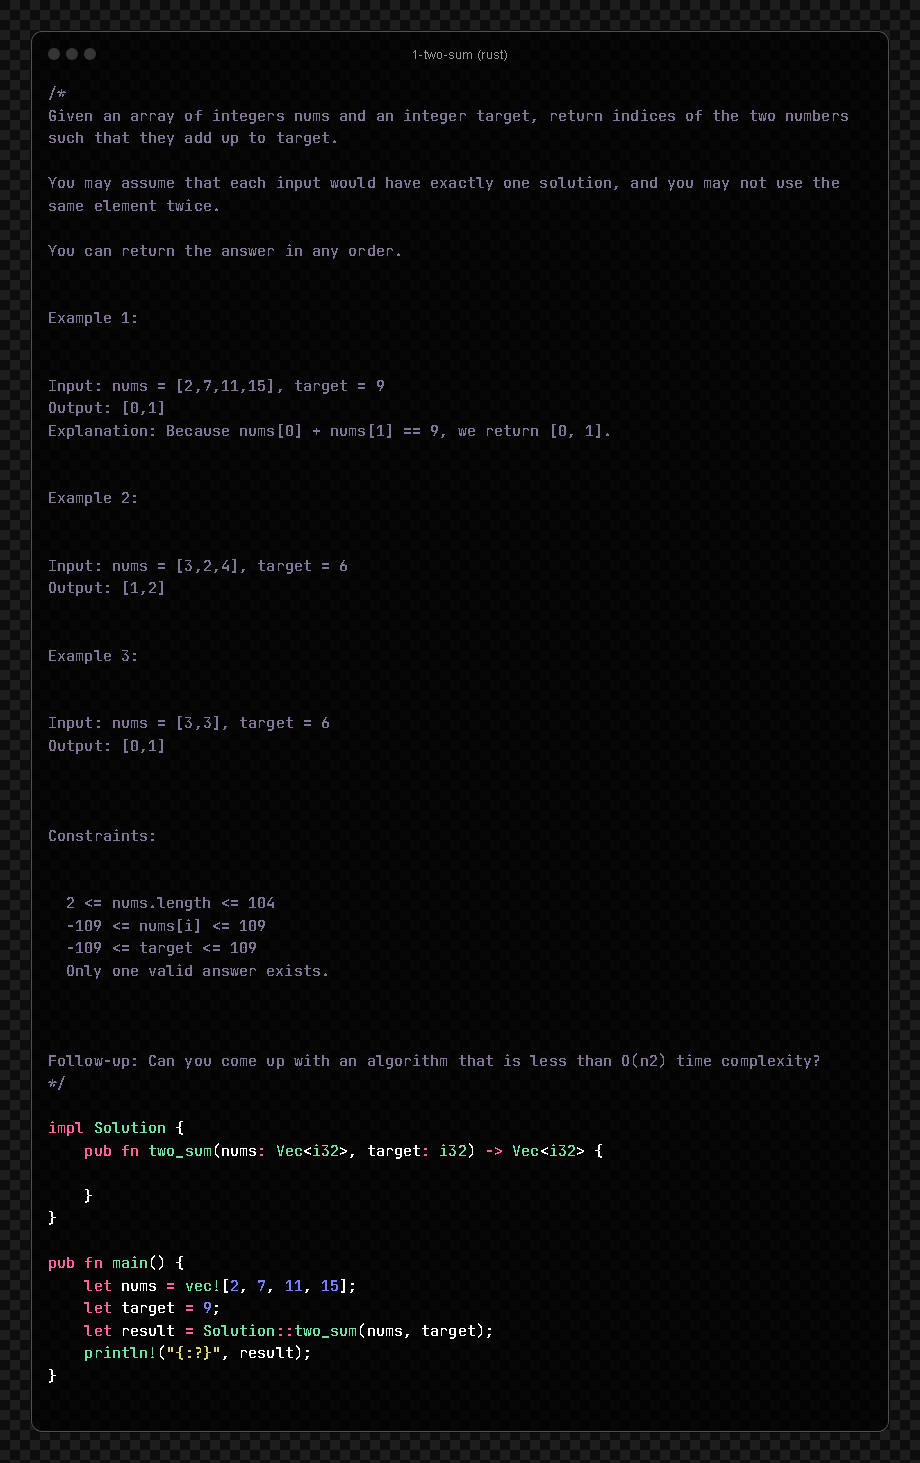 1-two-sum (rust)
/*
Given an array of integers nums and an integer target, return indices of the two numbers
such that they add up to target.
You may assume that each input would have exactly one solution, and you may not use the
same element twice.
You can return the answer in any order.
Example 1:
Input: nums = [2,7,11,15], target = 9
Output: [0,1]
Explanation: Because nums[0] + nums[1] == 9, we return [0, 1].
Example 2:
Input: nums = [3,2,4], target = 6
Output: [1,2]
Example 3:
Input: nums = [3,3], target = 6
Output: [0,1]
Constraints:
  2 <= nums.length <= 104
  -109 <= nums[i] <= 109
  -109 <= target <= 109
  Only one valid answer exists.
Follow-up: Can you come up with an algorithm that is less than O(n2) time complexity?
*/
impl Solution {
    pub fn two_sum(nums: Vec<i32>, target: i32) -> Vec<i32> {
    }
}
pub fn main() {
    let nums = vec![2, 7, 11, 15];
    let target = 9;
    let result = Solution::two_sum(nums, target);
    println!("{:?}", result);
}